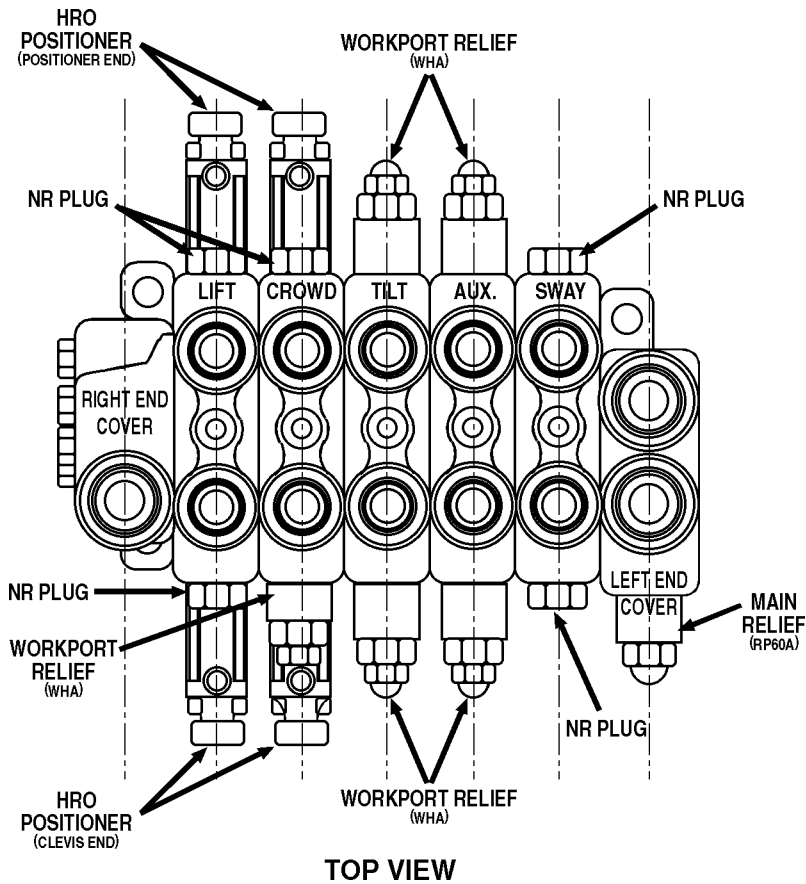 HRO
POSITIONER
(POSITIONER END)
WORKPORT RELIEF
(WHA)
NR PLUG
NR PLUG
LIFT
CROWD
TILT
AUX.
SWAY
RIGHT END
COVER
LEFT END
COVER
NR PLUG
WORKPORT
RELIEF
(WHA)
MAIN
RELIEF
(RP60A)
NR PLUG
HRO
POSITIONER
(CLEVIS END)
WORKPORT RELIEF
(WHA)
TOP VIEW